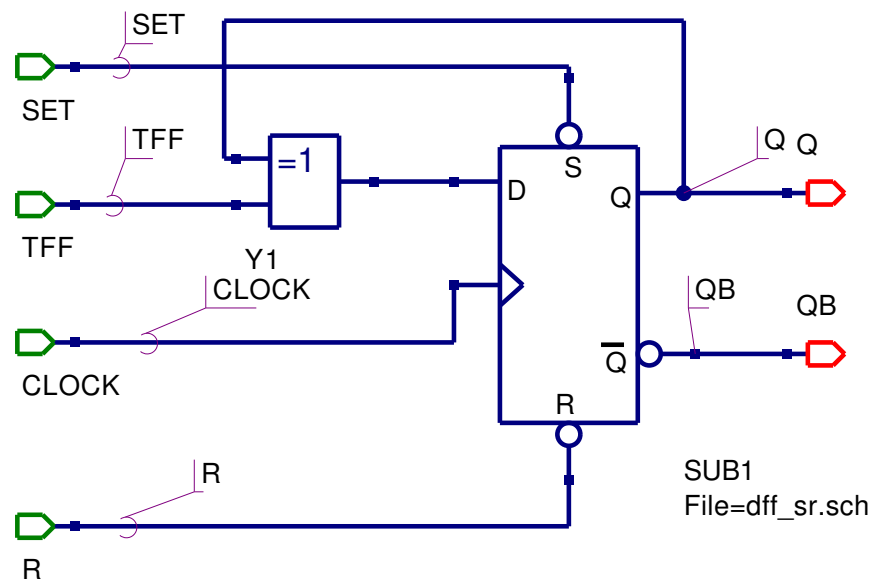 SET
SET
TFF
TFF
=1
Y1
CLOCK
CLOCK
D
S
Q
Q
Q
QB
QB
Q
R
SUB1
File=dff_sr.sch
R
R